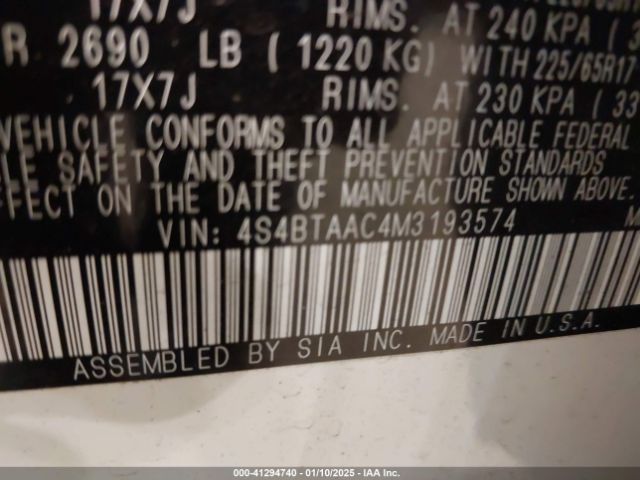 17X7J RIMS. AT 240 KPA (
R 2690 LB ( 1220 KG) WITH 225/65R17
17X7J RIMS. AT 230 KPA ( 33
VEHICLE CONFORMS TO ALL APPLICABLE FEDERAL
SAFETY AND THEFT PREVENTION STANDARDS
ON THE DATE OF MANUFACTURE SHOWN ABOVE.
VIN: 4S4BTAAC4M3193574
ASSEMBLED BY SIA INC. MADE IN U.S.A.
000-41294740 - 01/10/2025 - IAA Inc.